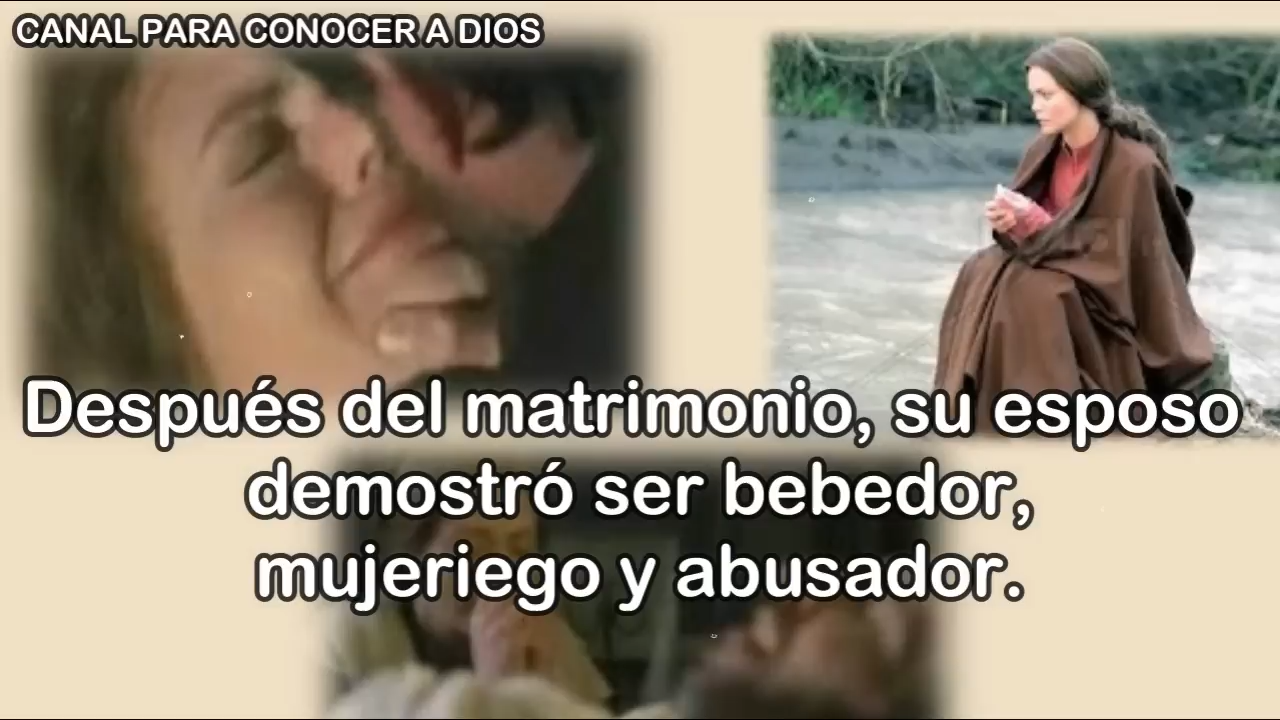 CANAL PARA CONOCER A DIOS
Después del matrimonio, su esposo
demostró ser bebedor,
mujeriego y abusador.